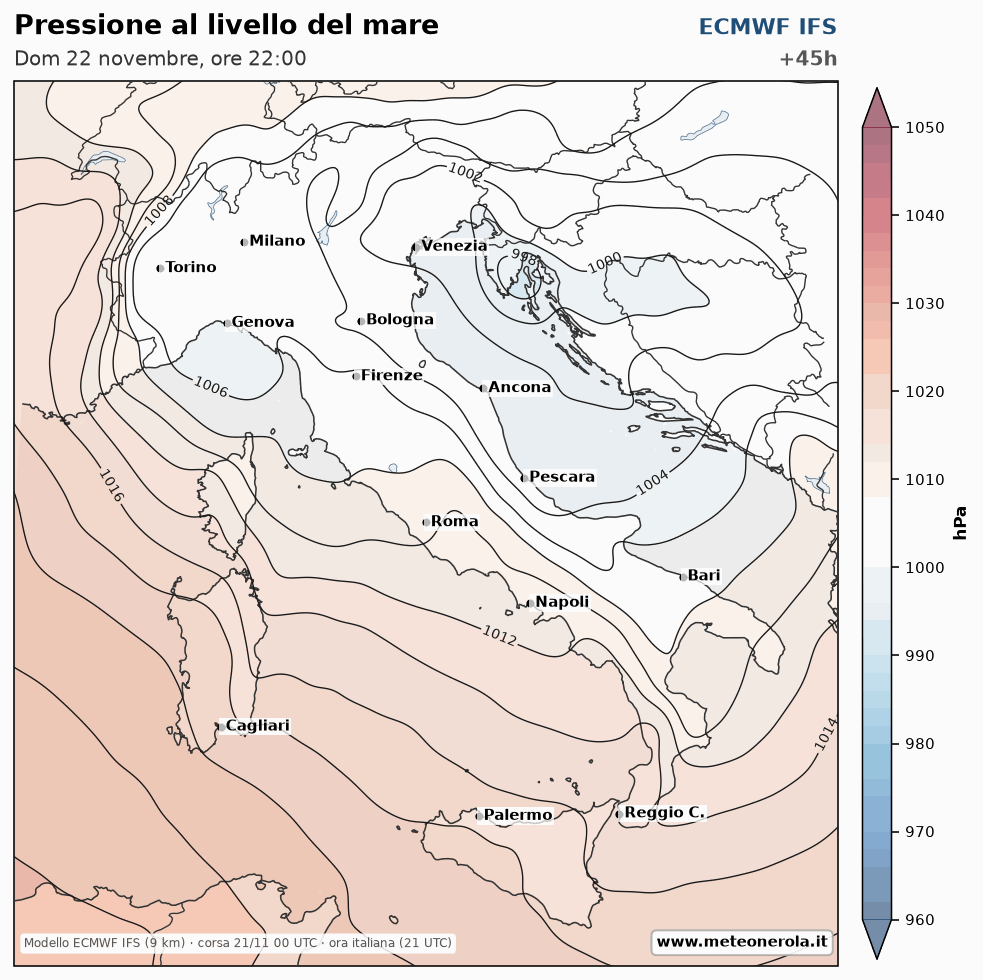 Pressione al livello del mare
ECMWF IFS
Dom 22 novembre, ore 22:00
+45h
1050
1040
1030
1020
1010
1000
990
980
970
960
hPa
1002
1008
Milano
Venezia
998
1000
Torino
Genova
Bologna
Firenze
1006
Ancona
1016
Pescara
1004
Roma
Bari
Napoli
1012
Cagliari
1014
Palermo
Reggio C.
Modello ECMWF IFS (9 km) · corsa 21/11 00 UTC · ora italiana (21 UTC)
www.meteonerola.it